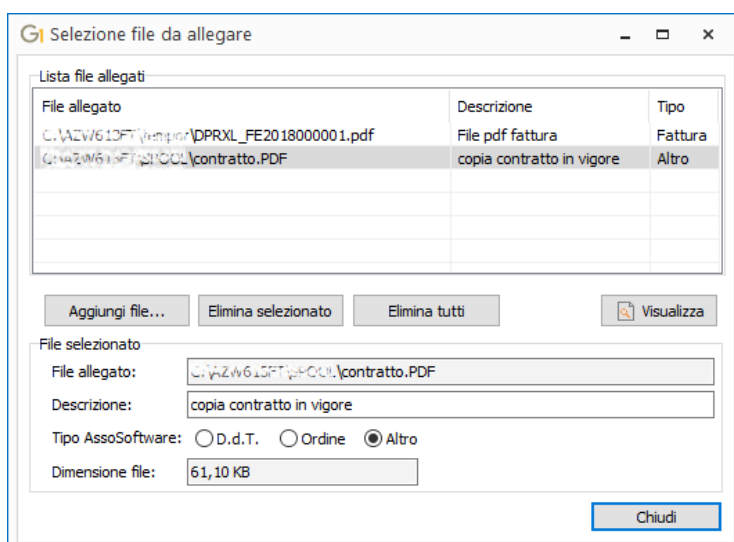 G1 Selezione file da allegare
Lista file allegati
File allegato Descrizione Tipo
\DPRXL_FE2018000001.pdf File pdf fattura Fattura
\contratto.PDF copia contratto in vigore Altro
Aggiungi file... Elimina selezionato Elimina tutti Visualizza
File selezionato
File allegato: \contratto.PDF
Descrizione: copia contratto in vigore
Tipo AssoSoftware: D.d.T. Ordine Altro
Dimensione file: 61,10 KB
Chiudi